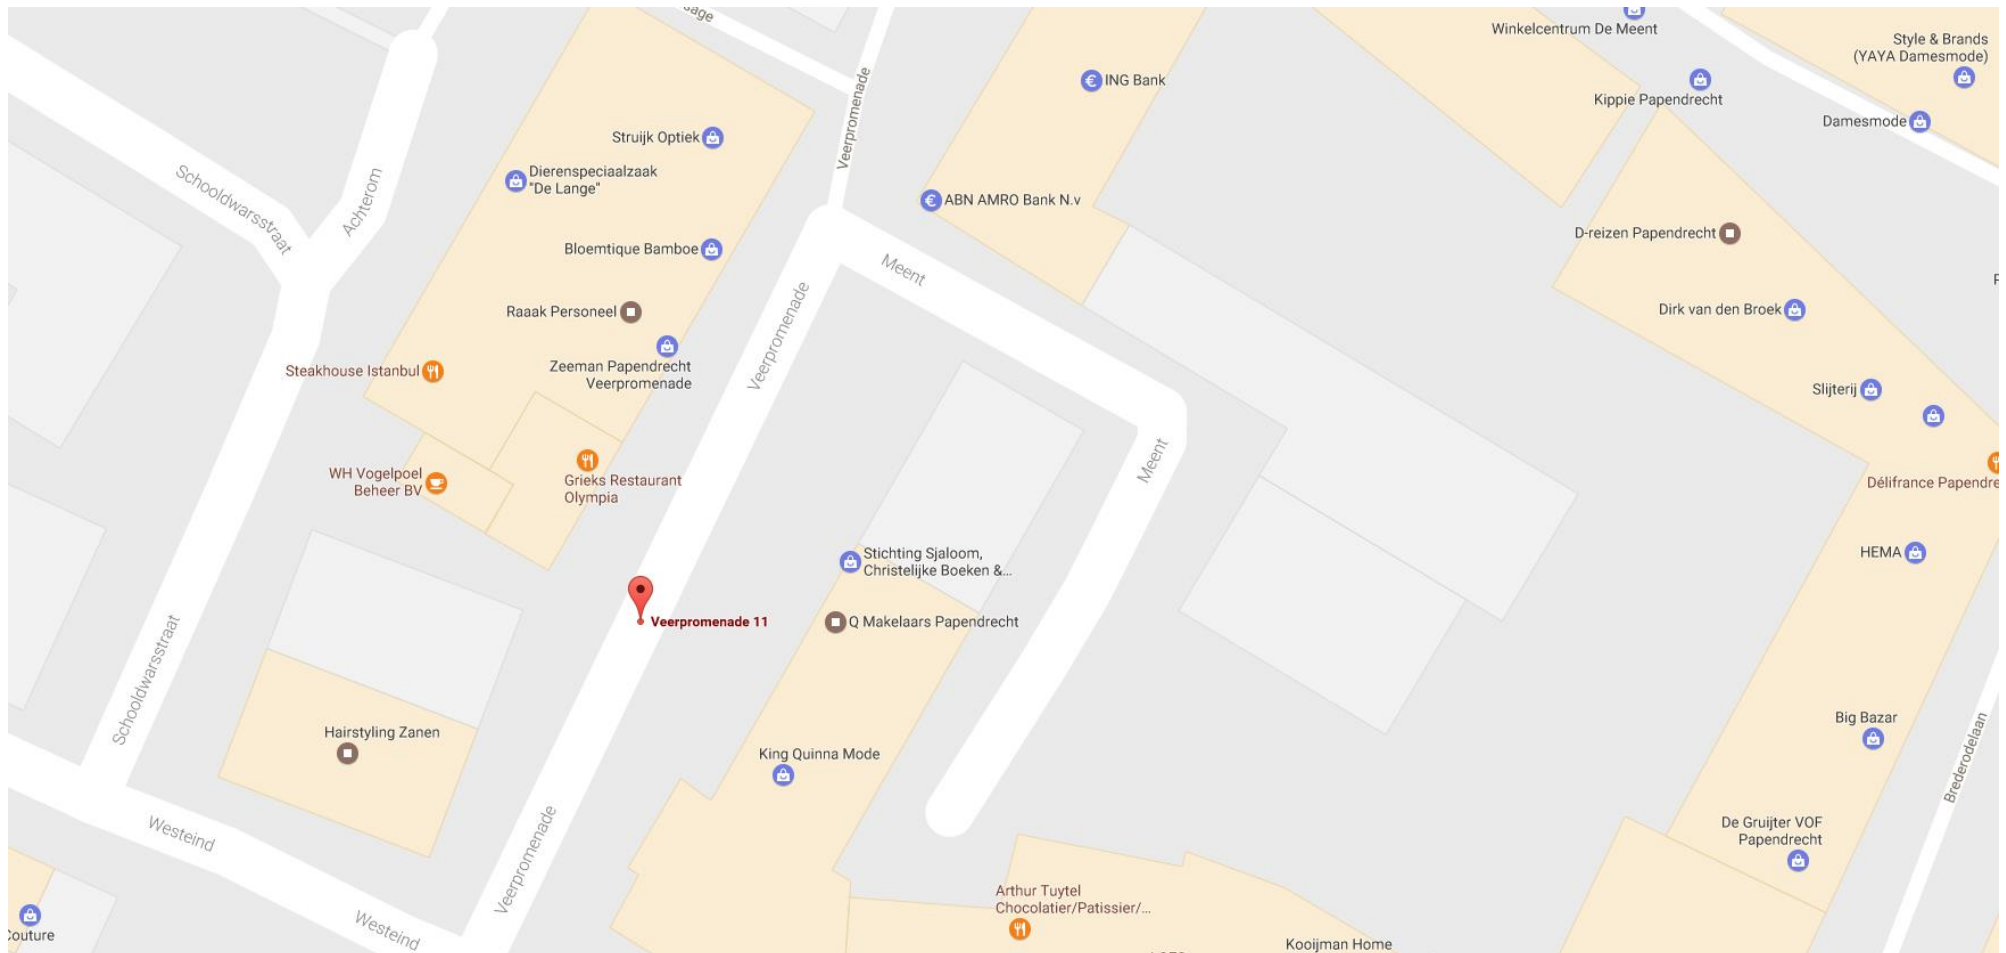 sage
Winkelcentrum De Meent
Style & Brands
(YAYA Damesmode)
ING Bank
Kippie Papendrecht
Damesmode
Veerpromenade
Struijk Optiek
Dierenspeciaalzaak
"De Lange"
Schooldwarsstraat
Achterom
ABN AMRO Bank N.v
D-reizen Papendrecht
Bloemtique Bamboe
Meent
Raaak Personeel
Veerpromenade
Dirk van den Broek
Steakhouse Istanbul
Zeeman Papendrecht
Veerpromenade
Slijterij
Meent
WH Vogelpoel
Beheer BV
Grieks Restaurant
Olympia
Délifrance Papendre
Stichting Sjaloom,
Christelijke Boeken &...
HEMA
Veerpromenade 11
Q Makelaars Papendrecht
Schooldwarsstraat
Hairstyling Zanen
King Quinna Mode
Big Bazar
Brederodelaan
Westeind
De Gruijter VOF
Papendrecht
Veerpromenade
Arthur Tuytel
Chocolatier/Patissier/...
Couture
Westeind
Kooijman Home